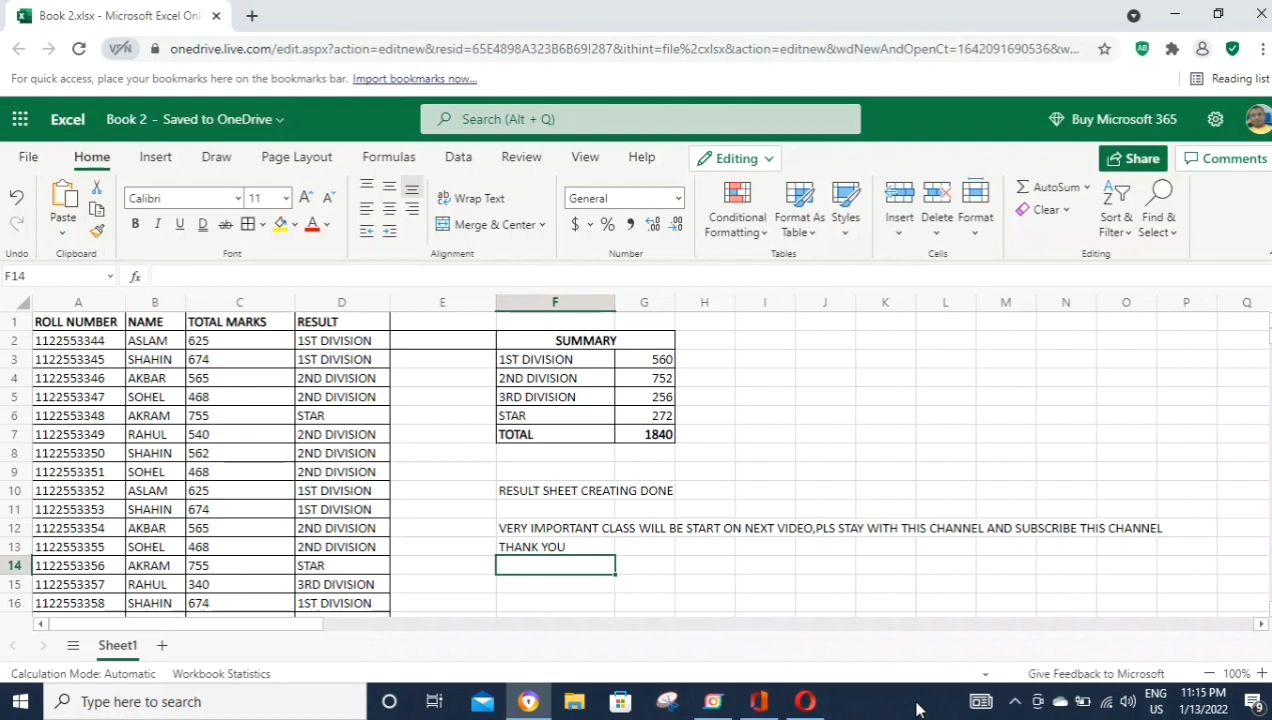 Book 2.xlsx - Microsoft Excel Onl
onedrive.live.com/edit.aspx?action=editnew&resid=65E4898A323B6B69!287&ithint=file%2cxlsx&action=editnew&wdNewAndOpenCt=1642091690536&w...
For quick access, place your bookmarks here on the bookmarks bar. Import bookmarks now... Reading list
Excel Book 2 - Saved to OneDrive Search (Alt + Q) Buy Microsoft 365
File Home Insert Draw Page Layout Formulas Data Review View Help Editing Share Comments
Calibri 11 Wrap Text General AutoSum
Paste Merge & Center Conditional Formatting Format As Table Styles Insert Delete Format Clear Sort & Filter Find & Select
Undo Clipboard Font Alignment Number Tables Cells Editing
F14 fx
A B C D E F G H I J K L M N O P Q
1 ROLL NUMBER NAME TOTAL MARKS RESULT
2 1122553344 ASLAM 625 1ST DIVISION SUMMARY
3 1122553345 SHAHIN 674 1ST DIVISION 1ST DIVISION 560
4 1122553346 AKBAR 565 2ND DIVISION 2ND DIVISION 752
5 1122553347 SOHEL 468 2ND DIVISION 3RD DIVISION 256
6 1122553348 AKRAM 755 STAR STAR 272
7 1122553349 RAHUL 540 2ND DIVISION TOTAL 1840
8 1122553350 SHAHIN 562 2ND DIVISION
9 1122553351 SOHEL 468 2ND DIVISION
10 1122553352 ASLAM 625 1ST DIVISION RESULT SHEET CREATING DONE
11 1122553353 SHAHIN 674 1ST DIVISION
12 1122553354 AKBAR 565 2ND DIVISION VERY IMPORTANT CLASS WILL BE START ON NEXT VIDEO,PLS STAY WITH THIS CHANNEL AND SUBSCRIBE THIS CHANNEL
13 1122553355 SOHEL 468 2ND DIVISION THANK YOU
14 1122553356 AKRAM 755 STAR
15 1122553357 RAHUL 340 3RD DIVISION
16 1122553358 SHAHIN 674 1ST DIVISION
Sheet1
Calculation Mode: Automatic Workbook Statistics Give Feedback to Microsoft 100%
Type here to search ENG 11:15 PM
US 1/13/2022 9